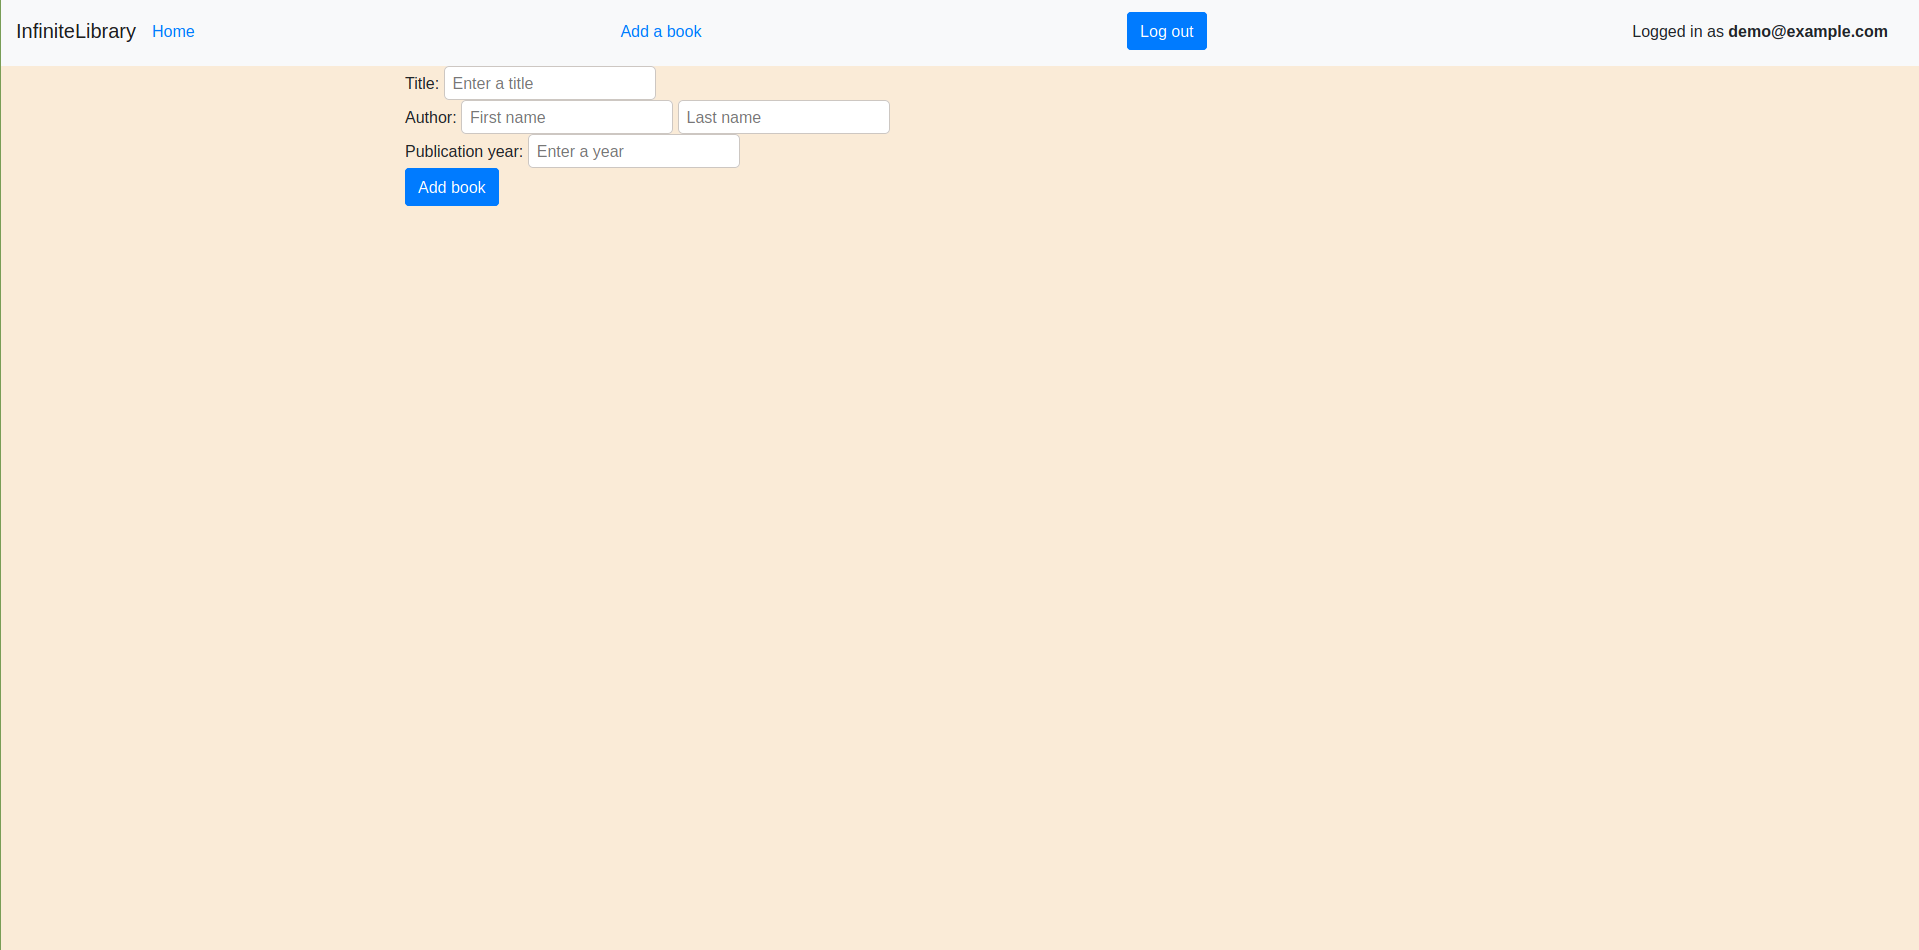 InfiniteLibrary Home Add a book Log out Logged in as demo@example.com
Title: Enter a title
Author: First name Last name
Publication year: Enter a year
Add book